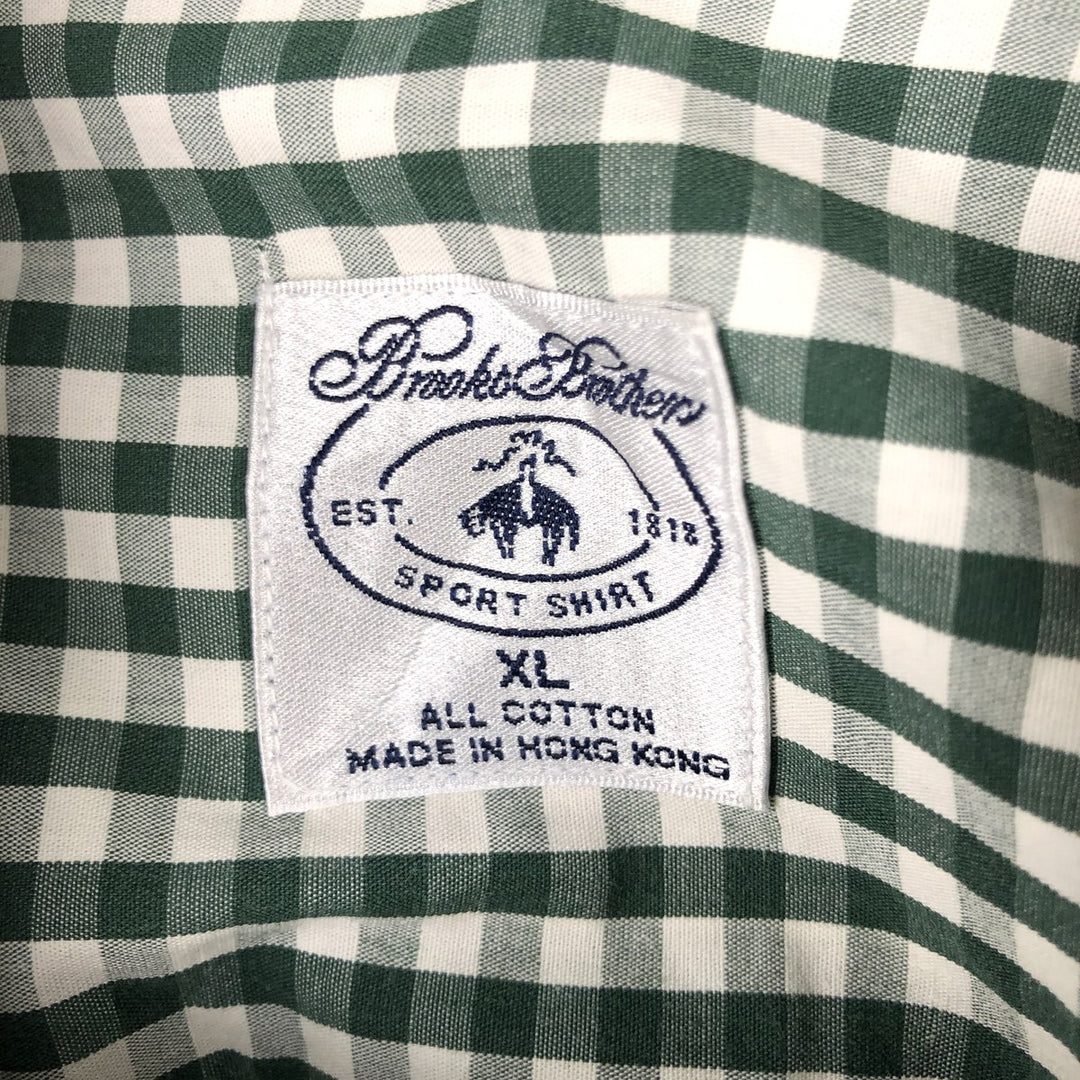 Brooks Brothers
EST. 1818
SPORT SHIRT
XL
ALL COTTON
MADE IN HONG KONG